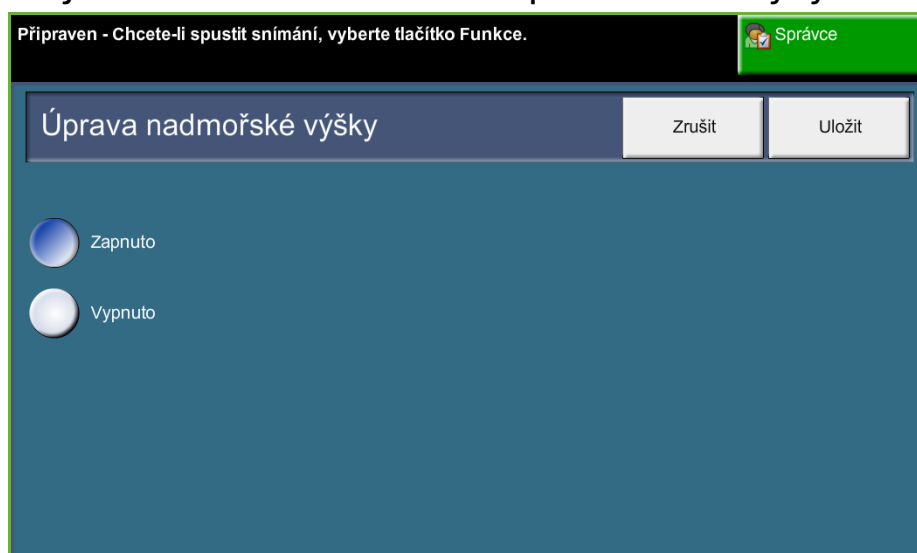 Připraven - Chcete-li spustit snímání, vyberte tlačítko Funkce.
Správce
Úprava nadmořské výšky
Zrušit
Uložit
Zapnuto
Vypnuto